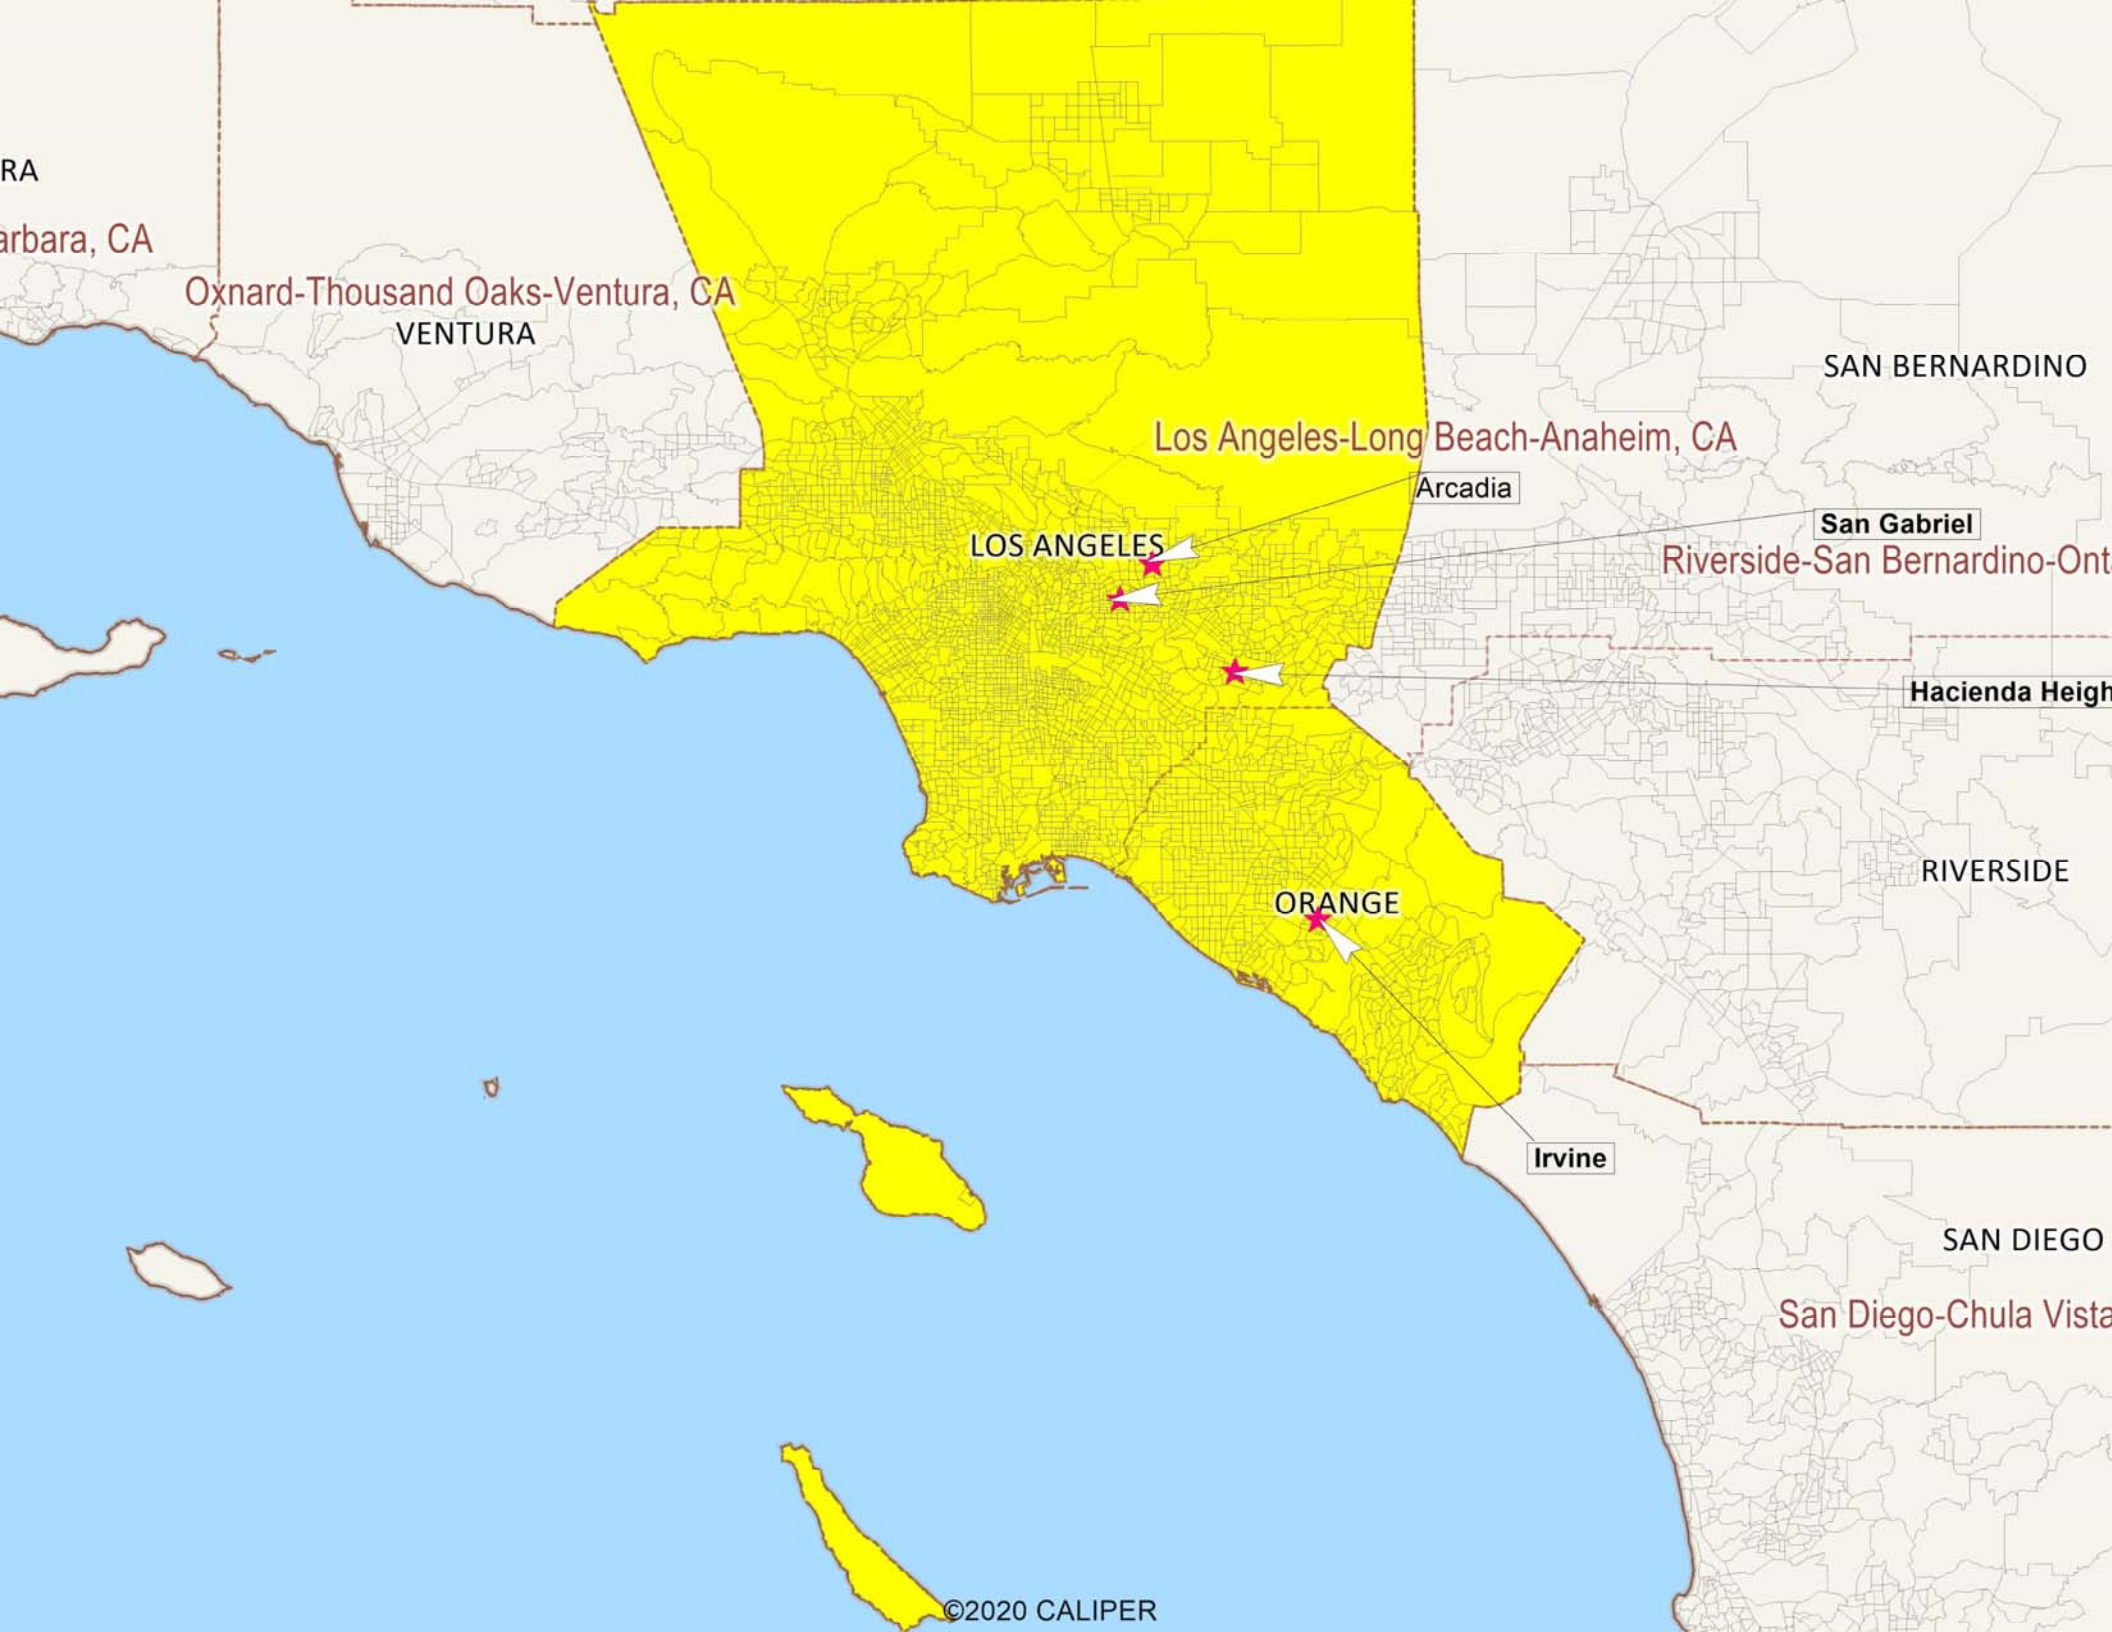 RA
arbara, CA
Oxnard-Thousand Oaks-Ventura, CA
VENTURA
SAN BERNARDINO
Los Angeles-Long Beach-Anaheim, CA
Arcadia
San Gabriel
LOS ANGELES
Riverside-San Bernardino-Ont
Hacienda Heigh
RIVERSIDE
ORANGE
Irvine
SAN DIEGO
San Diego-Chula Vista
©2020 CALIPER